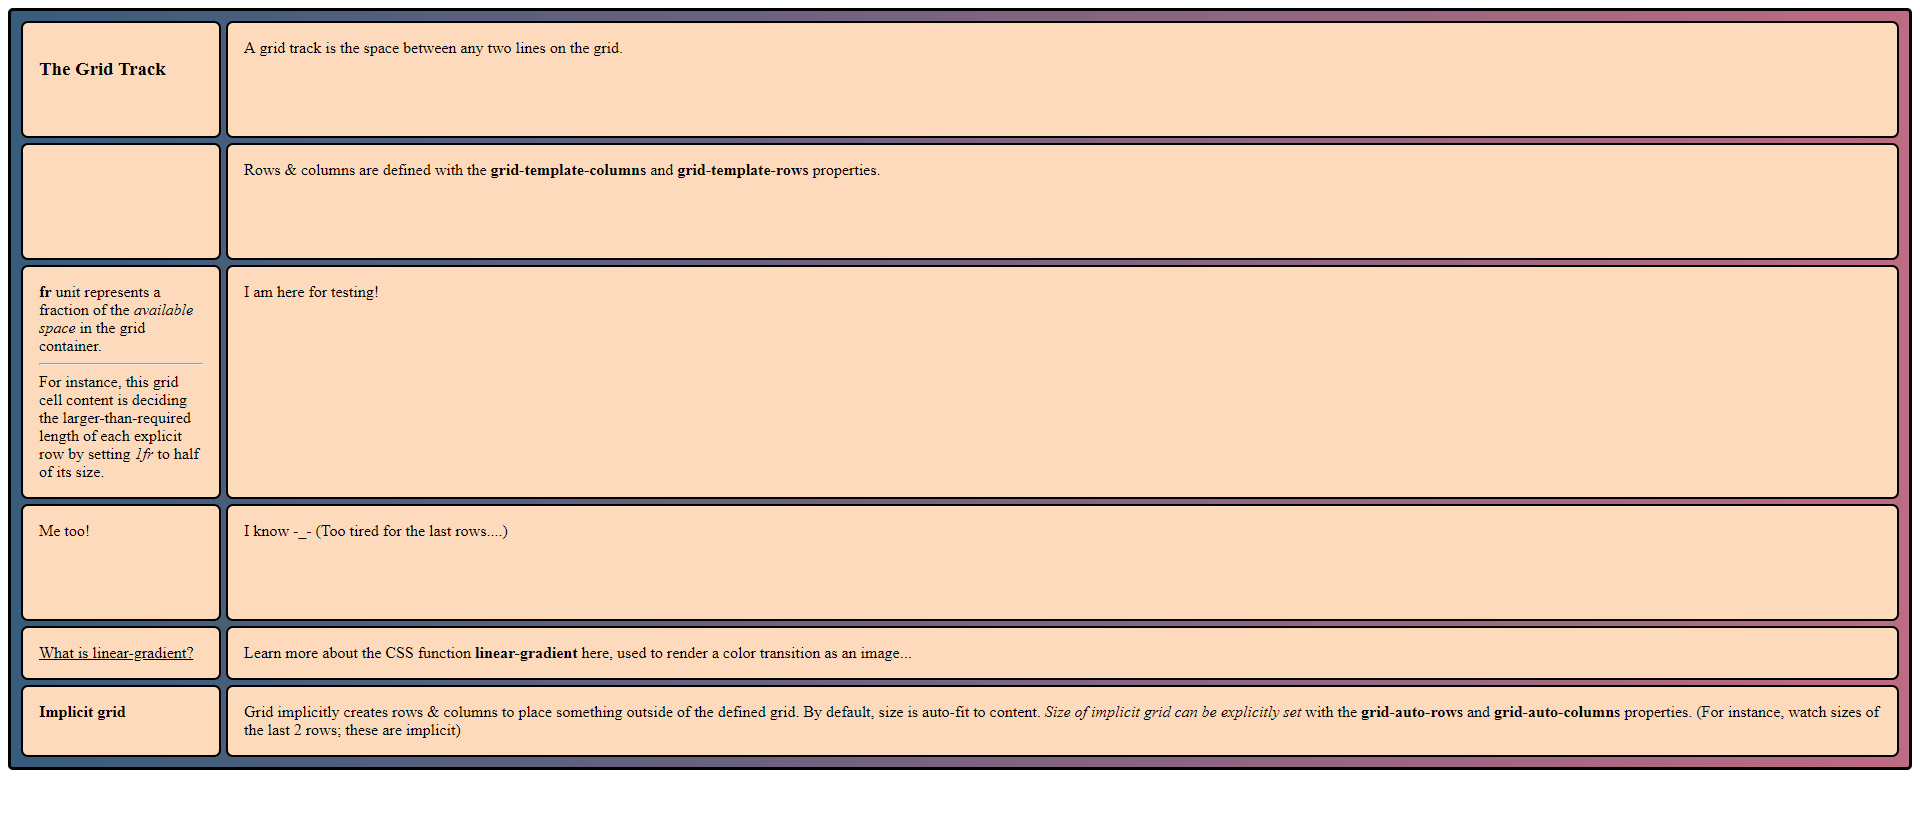 The Grid Track
A grid track is the space between any two lines on the grid.
Rows & columns are defined with the grid-template-columns and grid-template-rows properties.
fr unit represents a
fraction of the available
space in the grid
container.
For instance, this grid
cell content is deciding
the larger-than-required
length of each explicit
row by setting 1fr to half
of its size.
I am here for testing!
Me too!
I know -_- (Too tired for the last rows....)
What is linear-gradient?
Learn more about the CSS function linear-gradient here, used to render a color transition as an image...
Implicit grid
Grid implicitly creates rows & columns to place something outside of the defined grid. By default, size is auto-fit to content. Size of implicit grid can be explicitly set with the grid-auto-rows and grid-auto-columns properties. (For instance, watch sizes of
the last 2 rows; these are implicit)